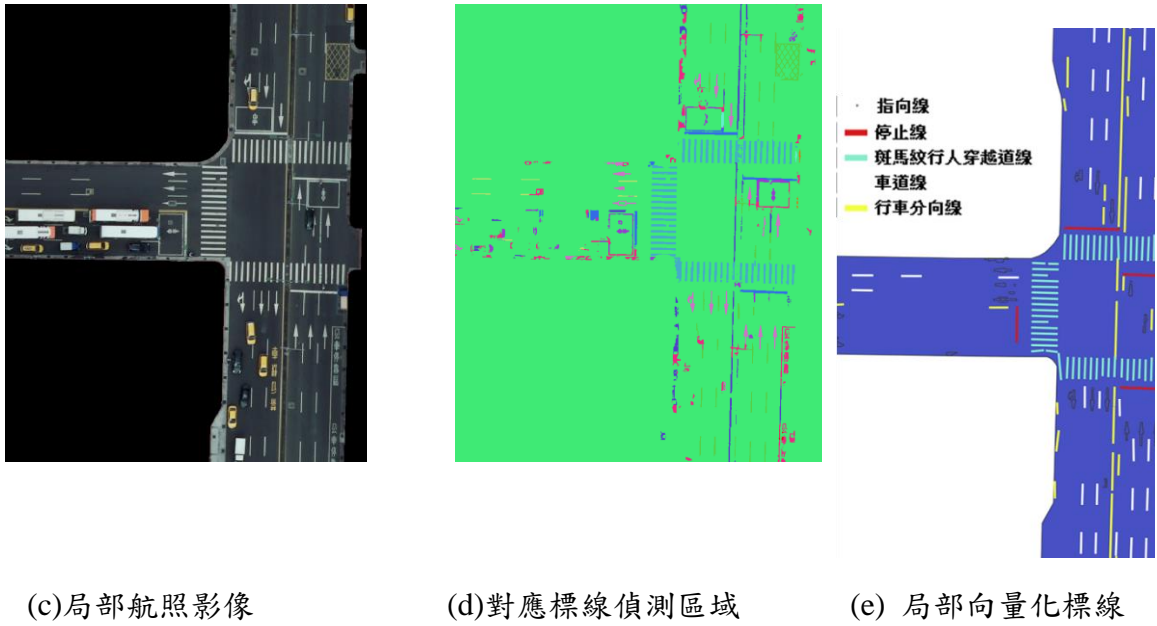 指向線
停止線
斑馬紋行人穿越道線
車道線
行車分向線
(c)局部航照影像
(d)對應標線偵測區域
(e) 局部向量化標線